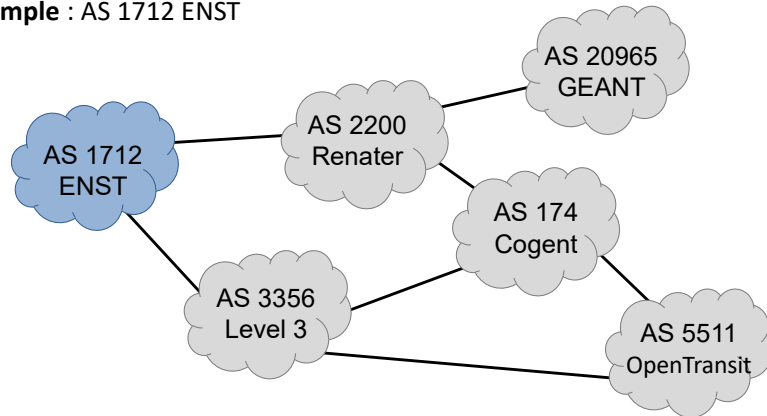 mple : AS 1712 ENST
AS 20965
GEANT
AS 2200
Renater
AS 1712
ENST
AS 174
Cogent
AS 3356
Level 3
AS 5511
OpenTransit